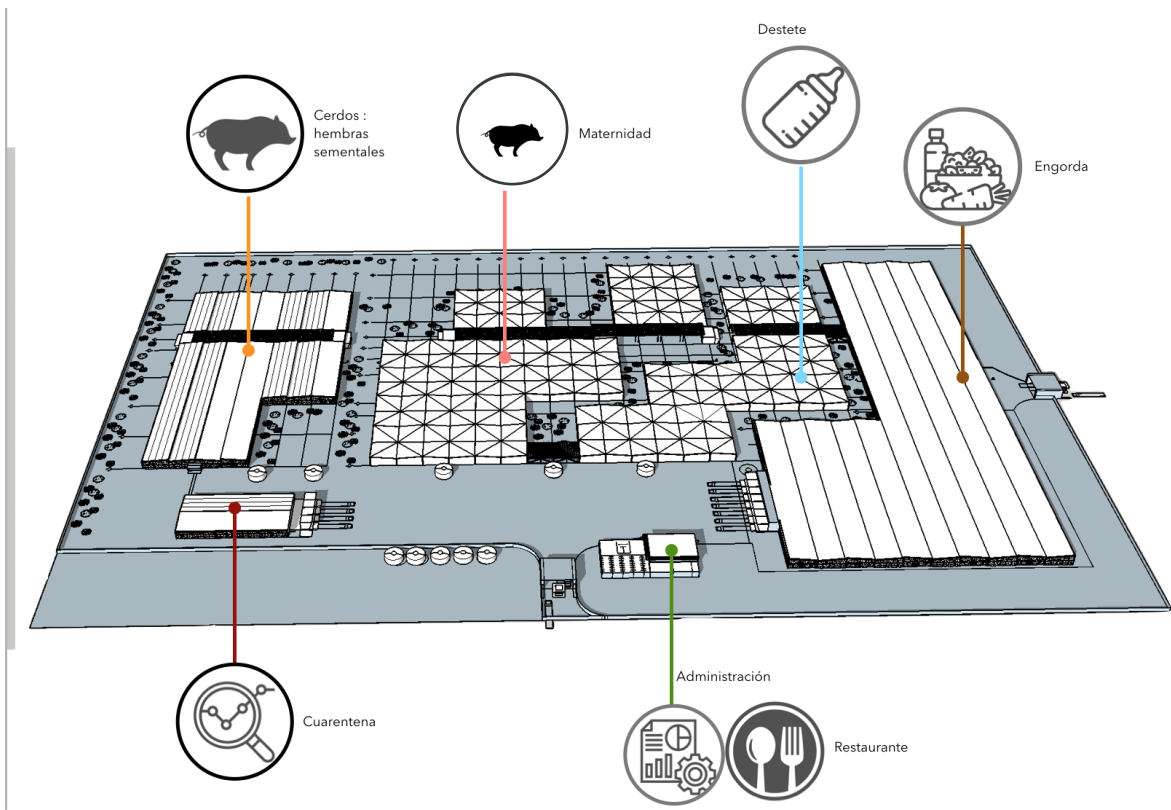 Destete
Cerdos :
hembras
sementales
Maternidad
Engorda
Administración
Cuarentena
Restaurante